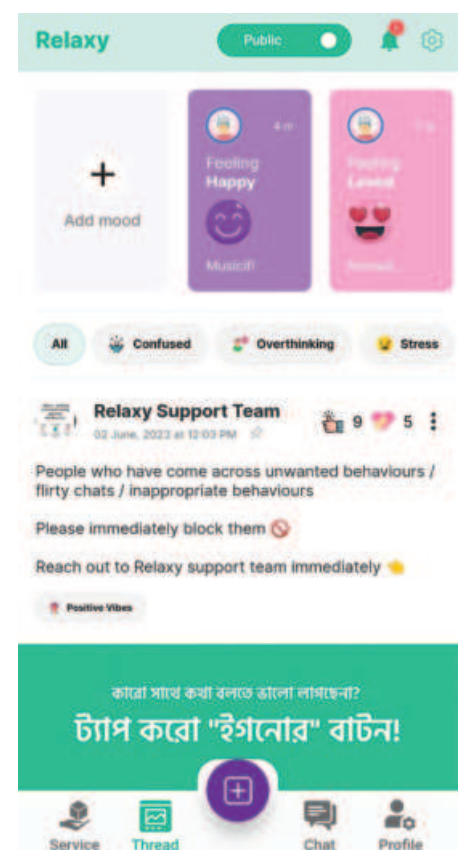 Relaxy
Public
4 m
Feeling
Happy
Musicifi
Feeling
Loved
Add mood
All
Confused
Overthinking
Stress
Relaxy Support Team
02 June, 2023 at 12:03 PM
9
5
People who have come across unwanted behaviours /
flirty chats / inappropriate behaviours
Please immediately block them
Reach out to Relaxy support team immediately
Positive Vibes
কারো সাথে কথা বলতে ভালো লাগছেনা?
ট্যাপ করো "ইগনোর" বাটন!
Service
Thread
Chat
Profile